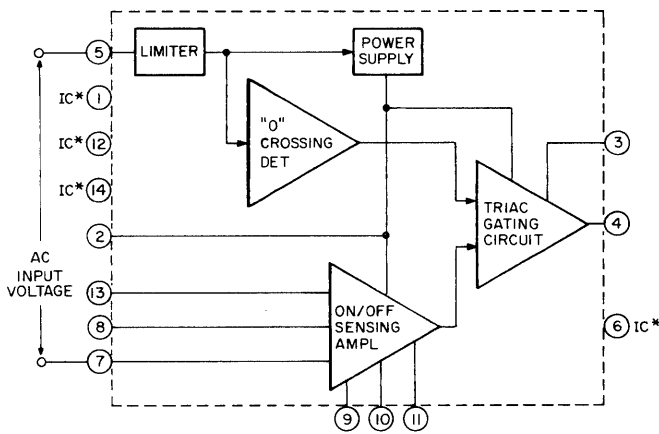 5
LIMITER
POWER
SUPPLY
IC* 1
"0"
CROSSING
DET
IC* 12
3
IC* 14
TRIAC
GATING
CIRCUIT
4
2
AC
INPUT
VOLTAGE
13
ON/OFF
SENSING
AMPL
8
6 IC*
7
9 10 11